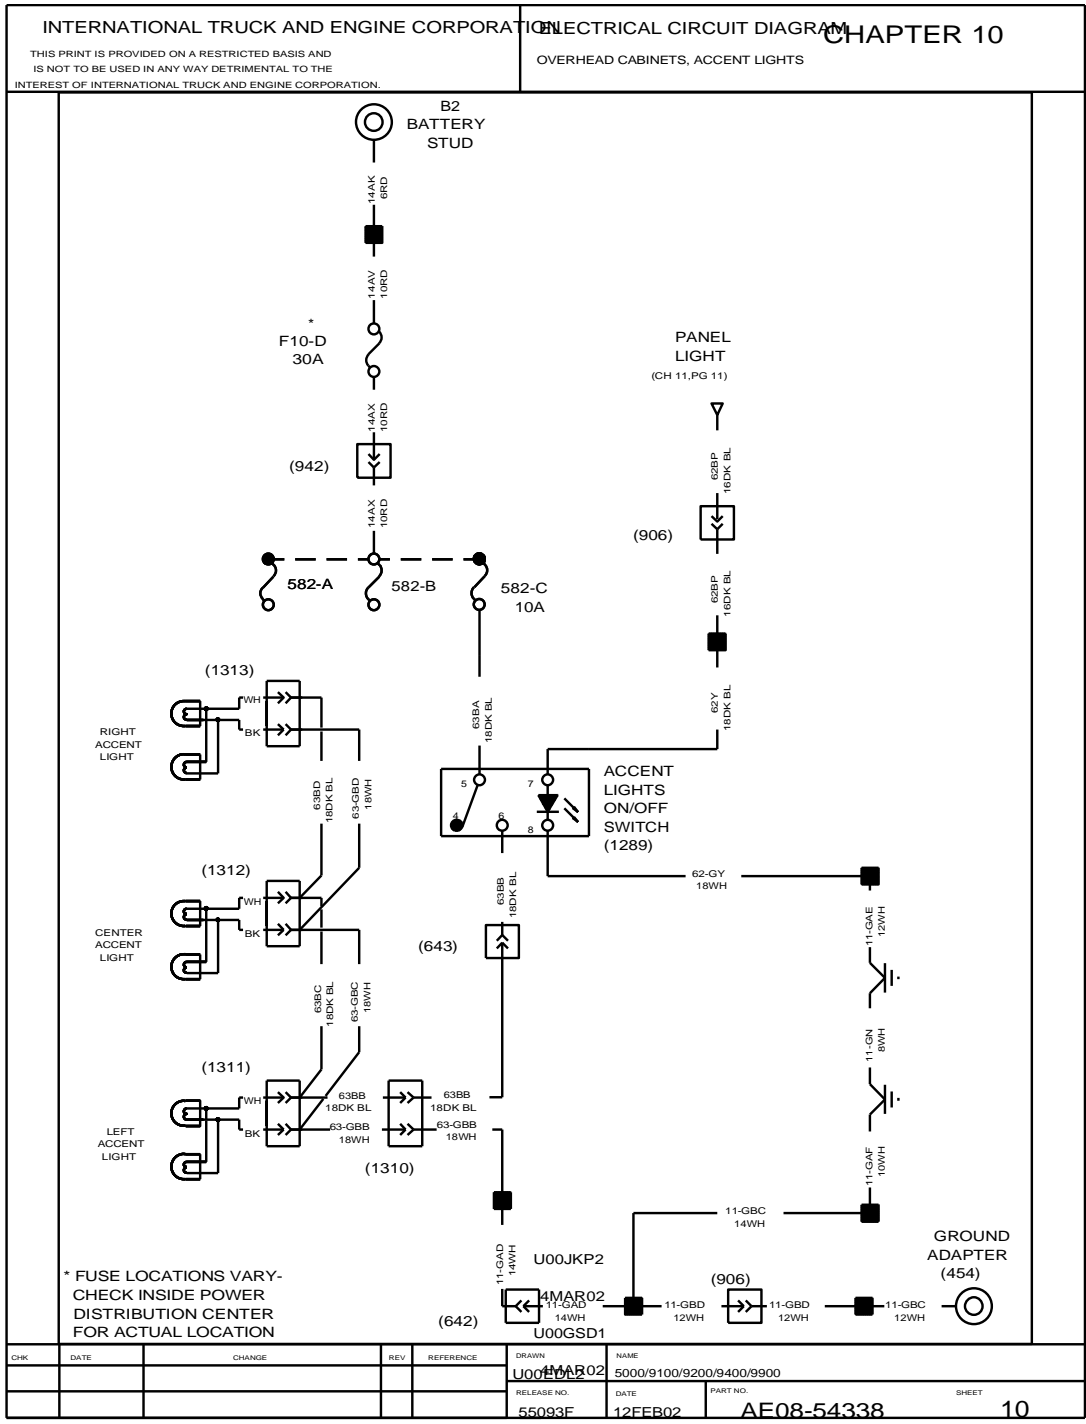 INTERNATIONAL TRUCK AND ENGINE CORPORATION
THIS PRINT IS PROVIDED ON A RESTRICTED BASIS AND
IS NOT TO BE USED IN ANY WAY DETRIMENTAL TO THE
INTEREST OF INTERNATIONAL TRUCK AND ENGINE CORPORATION.
ELECTRICAL CIRCUIT DIAGRAM
CHAPTER 10
OVERHEAD CABINETS, ACCENT LIGHTS
B2
BATTERY
STUD
14AK
6RD
14AV
10RD
*
F10-D
30A
14AX
10RD
(942)
14AX
10RD
582-A
582-B
582-C
10A
PANEL
LIGHT
(CH 11,PG 11)
62BP
16DK BL
(906)
62BP
16DK BL
62Y
18DK BL
63BA
18DK BL
(1313)
WH
BK
RIGHT
ACCENT
LIGHT
63BD
18DK BL
63-GBD
18WH
5
4
6
7
8
ACCENT
LIGHTS
ON/OFF
SWITCH
(1289)
(1312)
WH
BK
CENTER
ACCENT
LIGHT
63BB
18DK BL
(643)
62-GY
18WH
11-GAE
12WH
63BC
18DK BL
63-GBC
18WH
11-GN
8WH
(1311)
WH
BK
LEFT
ACCENT
LIGHT
63BB
18DK BL
63-GBB
18WH
63BB
18DK BL
63-GBB
18WH
(1310)
11-GAF
10WH
11-GBC
14WH
11-GAD
14WH
U00JKP2
4MAR02
U00GSD1
(642)
11-GAD
14WH
11-GBD
12WH
(906)
11-GBD
12WH
11-GBC
12WH
GROUND
ADAPTER
(454)
* FUSE LOCATIONS VARY-
CHECK INSIDE POWER
DISTRIBUTION CENTER
FOR ACTUAL LOCATION
CHK
DATE
CHANGE
REV
REFERENCE
DRAWN
U00EDL2
4MAR02
NAME
5000/9100/9200/9400/9900
RELEASE NO.
55093F
DATE
12FEB02
PART NO.
AE08-54338
SHEET
10